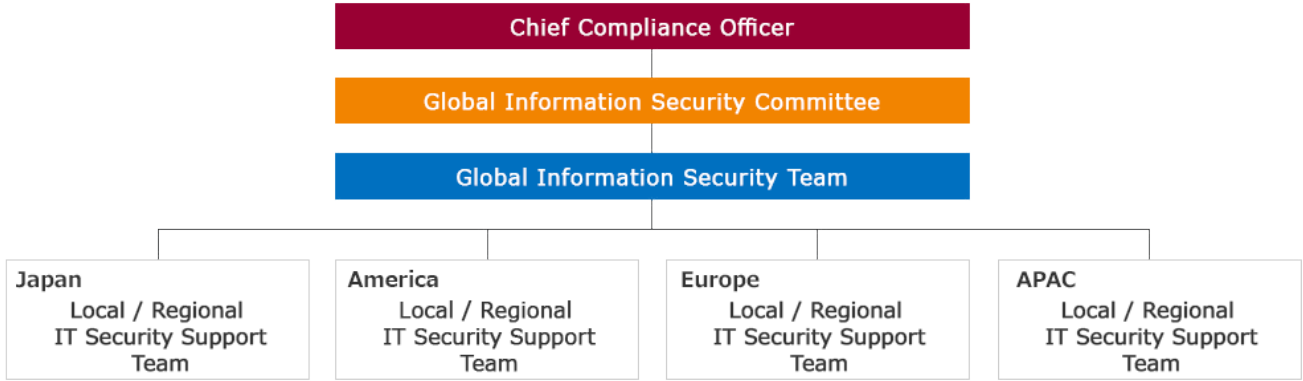 Chief Compliance Officer
Global Information Security Committee
Global Information Security Team
Japan
Local / Regional
IT Security Support
Team
America
Local / Regional
IT Security Support
Team
Europe
Local / Regional
IT Security Support
Team
APAC
Local / Regional
IT Security Support
Team